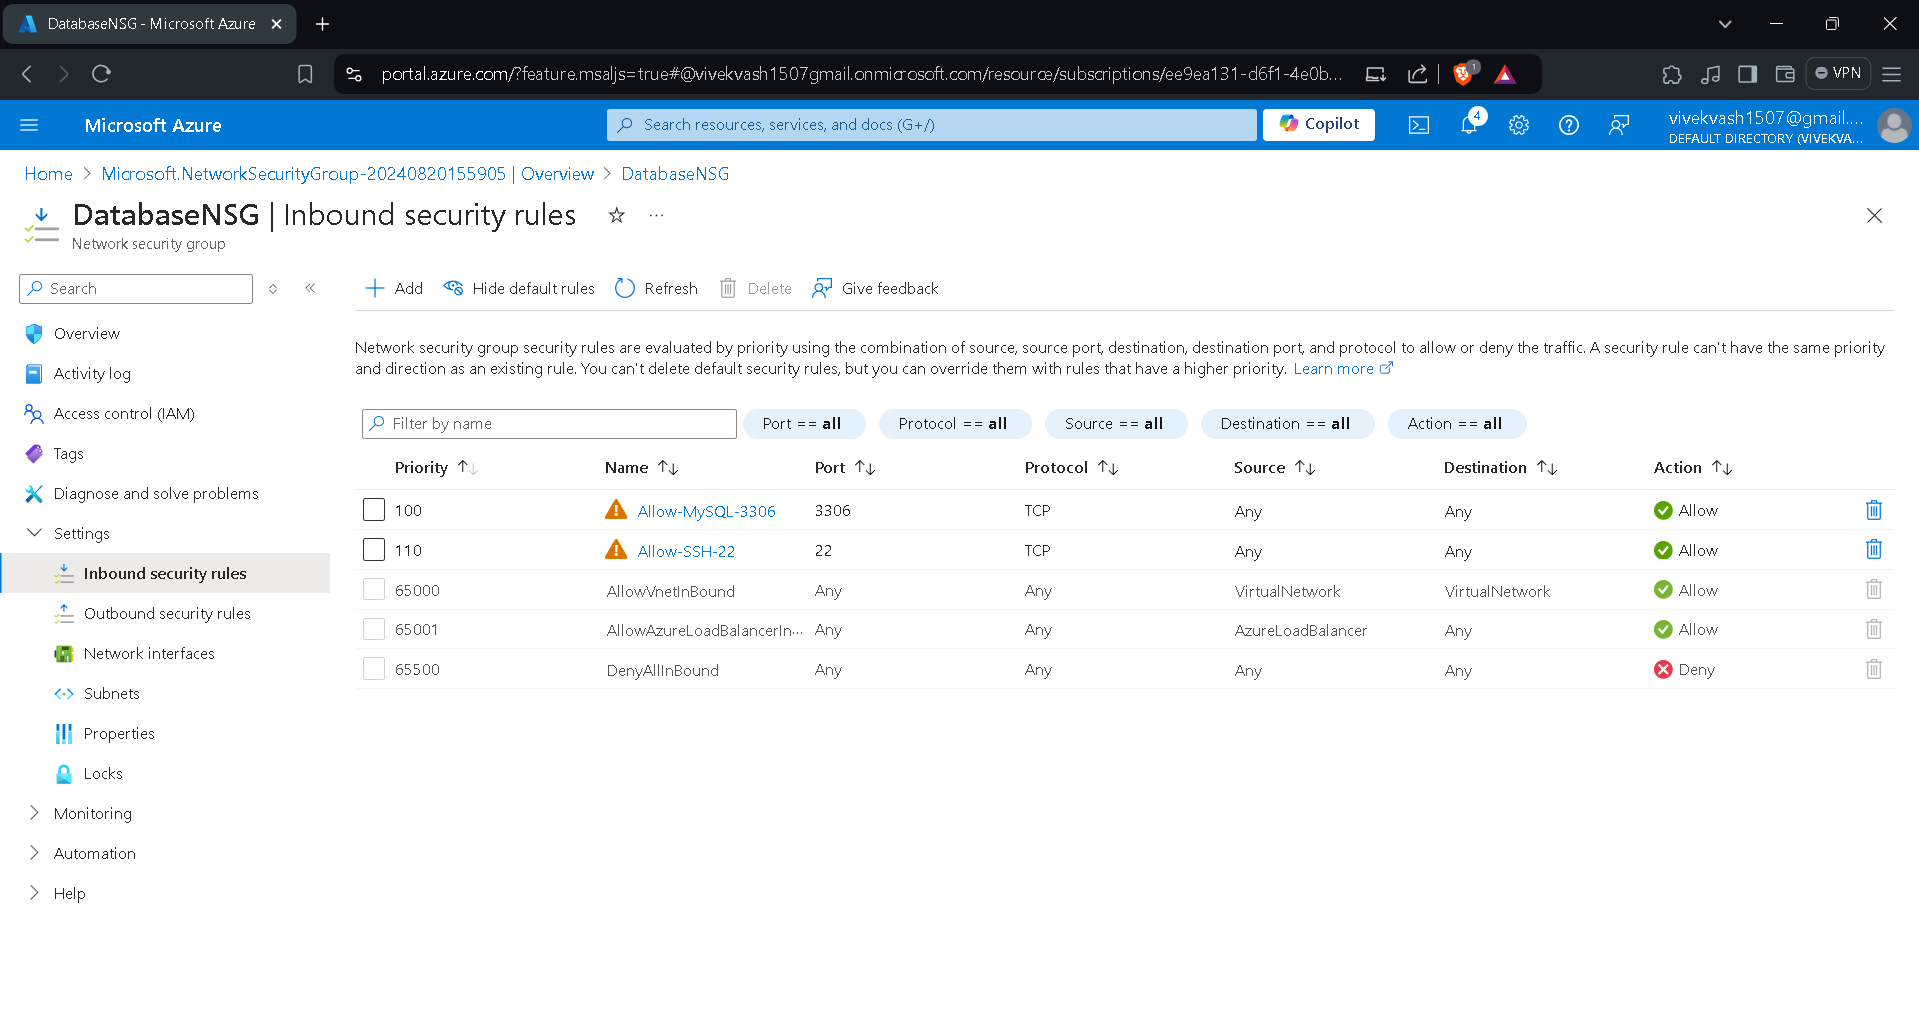 DatabaseNSG - Microsoft Azure
portal.azure.com/?feature.msaljs=true#@vivekvash1507gmail.onmicrosoft.com/resource/subscriptions/ee9ea131-d6f1-4e0b...
1
VPN
Microsoft Azure
Search resources, services, and docs (G+/)
Copilot
4
vivekvash1507@gmail....
DEFAULT DIRECTORY (VIVEKVA...
Home > Microsoft.NetworkSecurityGroup-20240820155905 | Overview > DatabaseNSG
DatabaseNSG | Inbound security rules
Network security group
Search
Overview
Activity log
Access control (IAM)
Tags
Diagnose and solve problems
Settings
Inbound security rules
Outbound security rules
Network interfaces
Subnets
Properties
Locks
Monitoring
Automation
Help
Add Hide default rules Refresh Delete Give feedback
Network security group security rules are evaluated by priority using the combination of source, source port, destination, destination port, and protocol to allow or deny the traffic. A security rule can't have the same priority
and direction as an existing rule. You can't delete default security rules, but you can override them with rules that have a higher priority. Learn more
Filter by name Port == all Protocol == all Source == all Destination == all Action == all
Priority Name Port Protocol Source Destination Action
100 Allow-MySQL-3306 3306 TCP Any Any Allow
110 Allow-SSH-22 22 TCP Any Any Allow
65000 AllowVnetInBound Any Any VirtualNetwork VirtualNetwork Allow
65001 AllowAzureLoadBalancerIn... Any Any AzureLoadBalancer Any Allow
65500 DenyAllInBound Any Any Any Any Deny